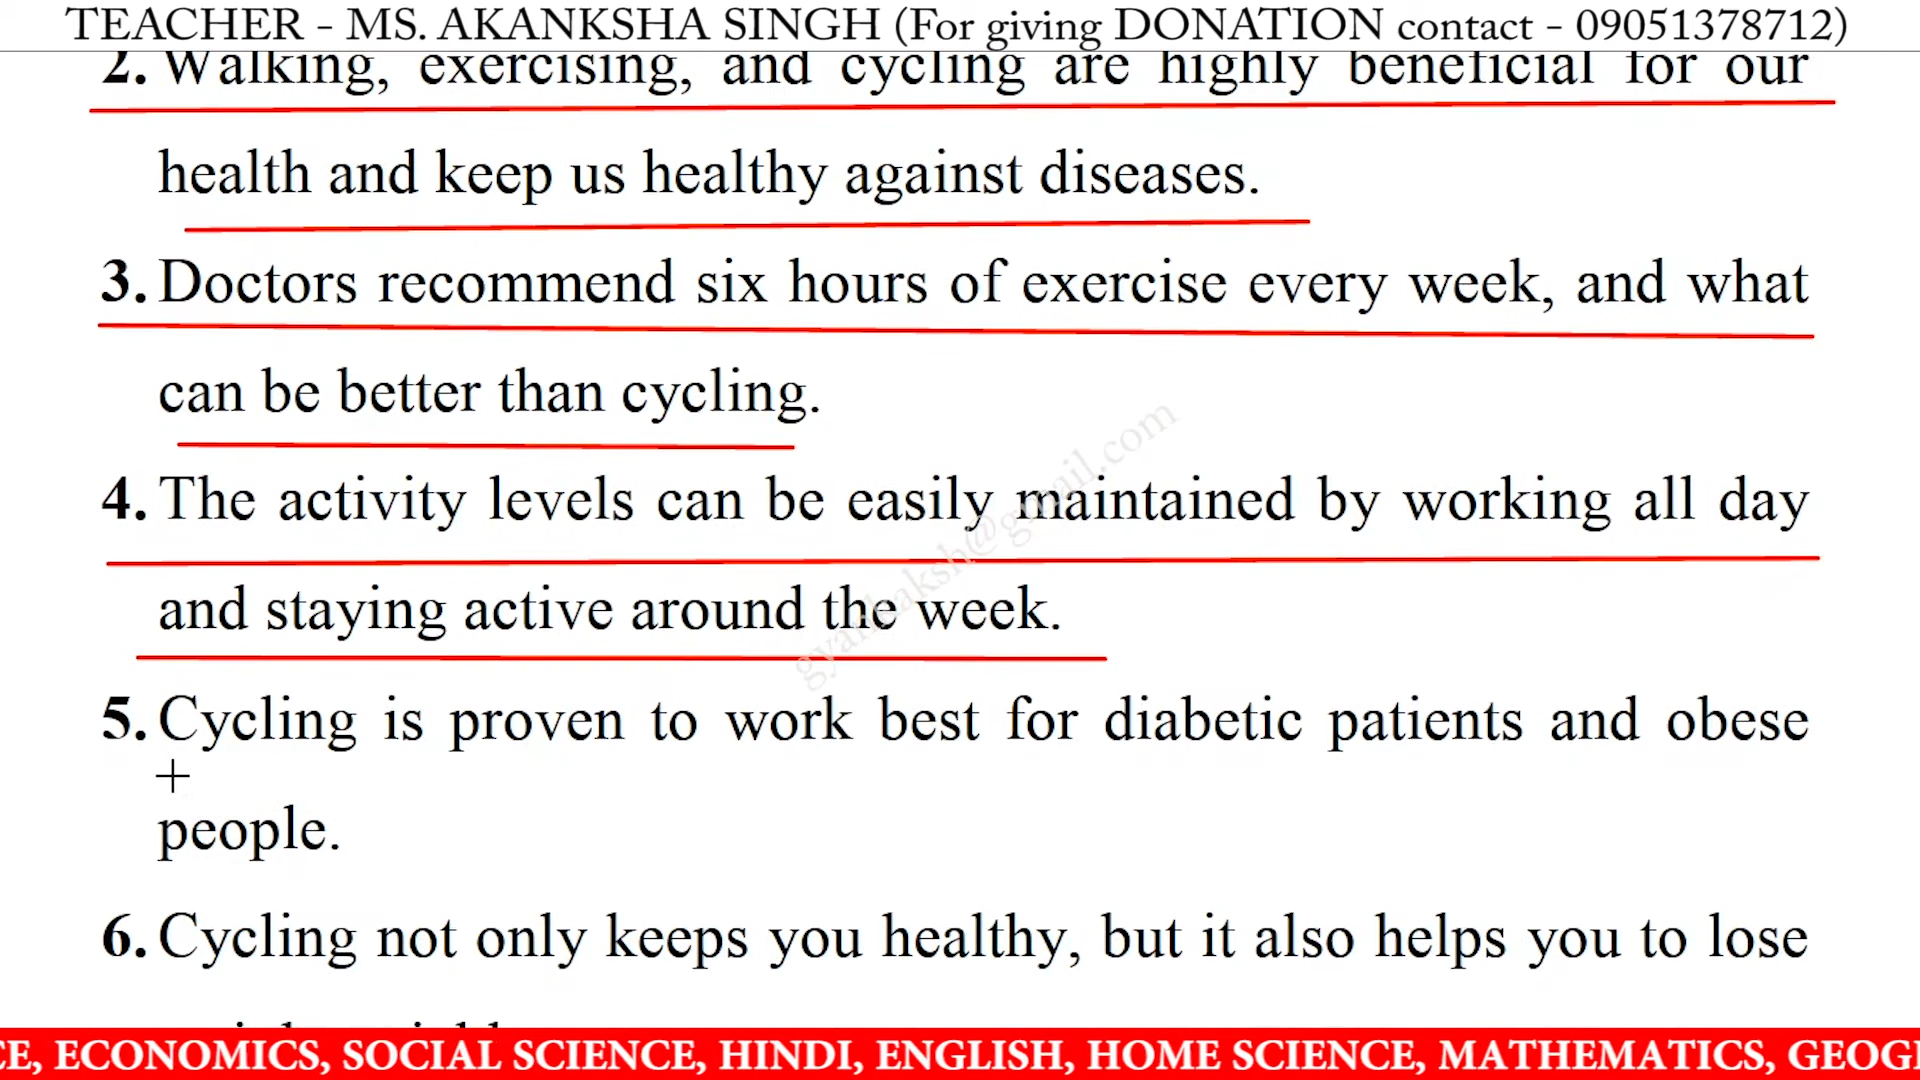 TEACHER - MS. AKANKSHA SINGH (For giving DONATION contact - 09051378712)
2. Walking, exercising, and cycling are highly beneficial for our
health and keep us healthy against diseases.
3. Doctors recommend six hours of exercise every week, and what
can be better than cycling.
4. The activity levels can be easily maintained by working all day
and staying active around the week.
5. Cycling is proven to work best for diabetic patients and obese
people.
6. Cycling not only keeps you healthy, but it also helps you to lose
CE, ECONOMICS, SOCIAL SCIENCE, HINDI, ENGLISH, HOME SCIENCE, MATHEMATICS, GEOG